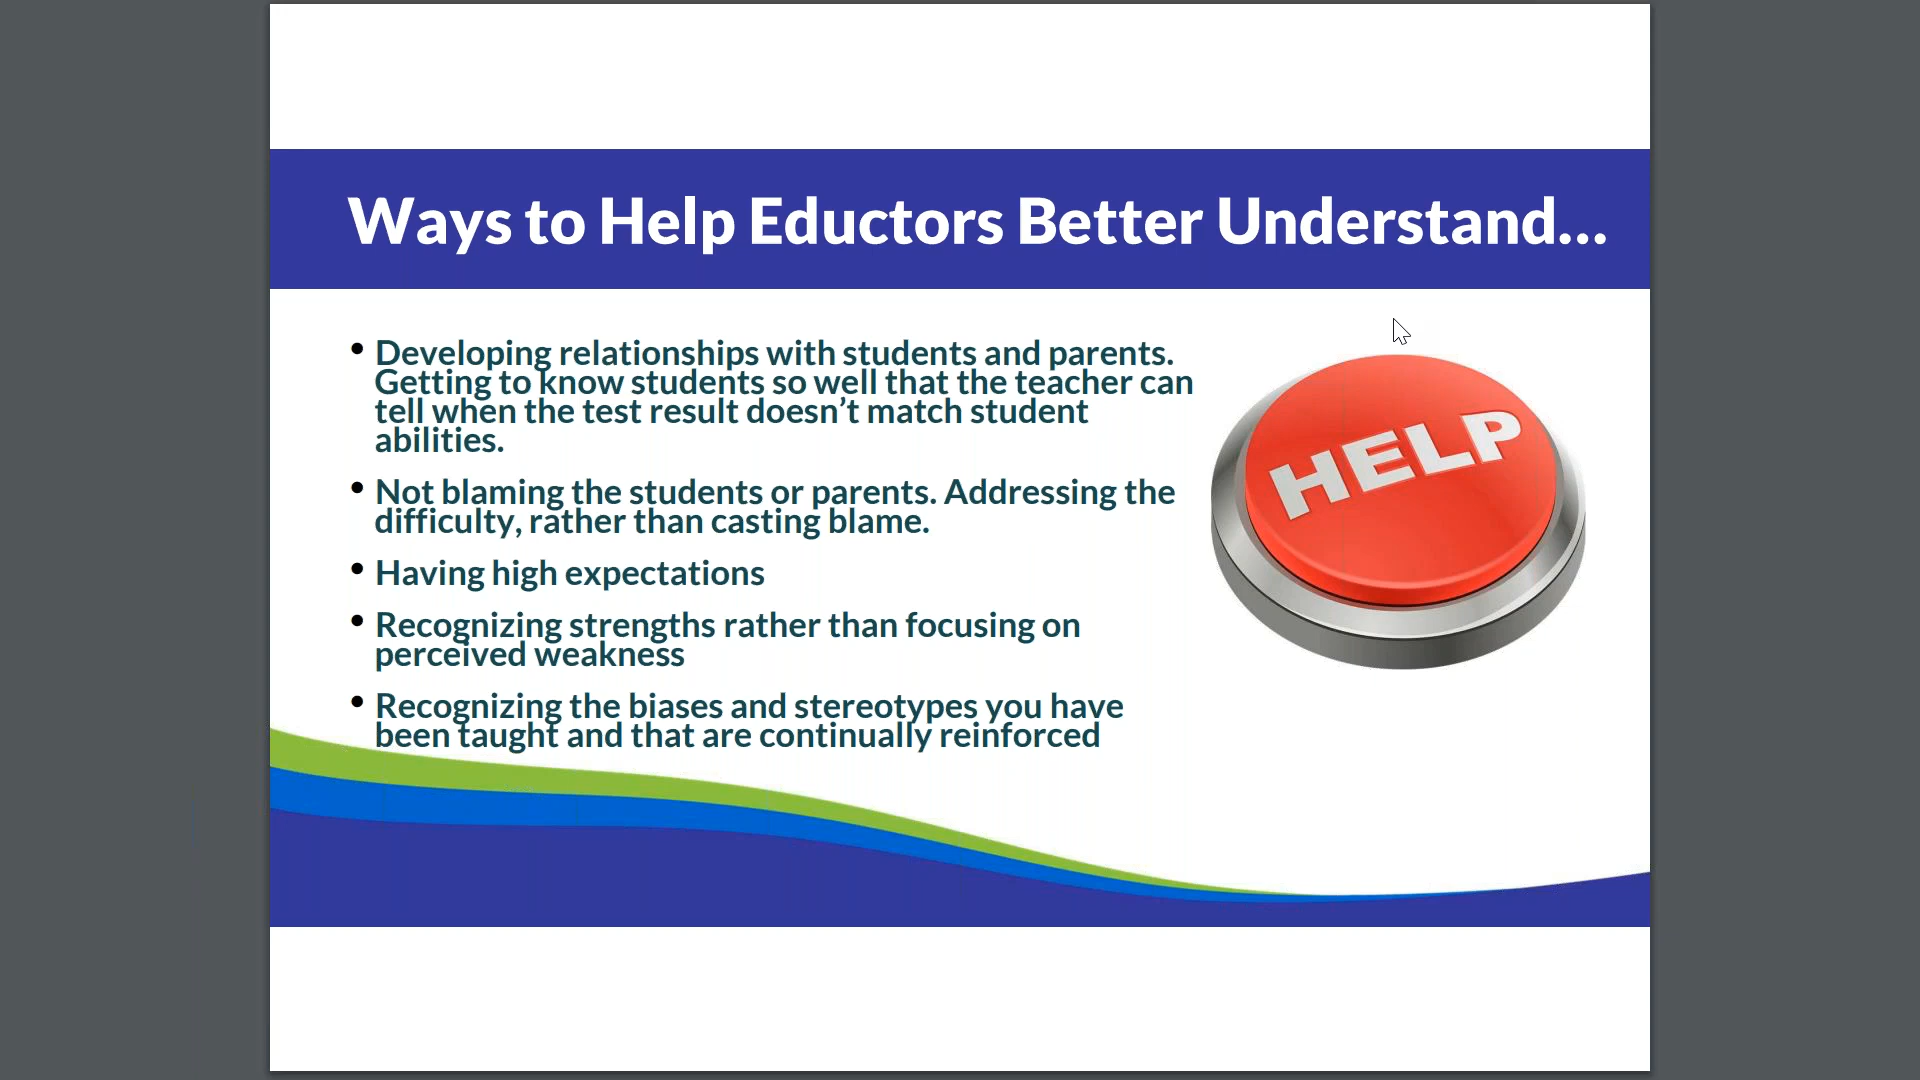 Ways to Help Eductors Better Understand...
• Developing relationships with students and parents.
Getting to know students so well that the teacher can
tell when the test result doesn’t match student
abilities.
• Not blaming the students or parents. Addressing the
difficulty, rather than casting blame.
• Having high expectations
• Recognizing strengths rather than focusing on
perceived weakness
• Recognizing the biases and stereotypes you have
been taught and that are continually reinforced
HELP